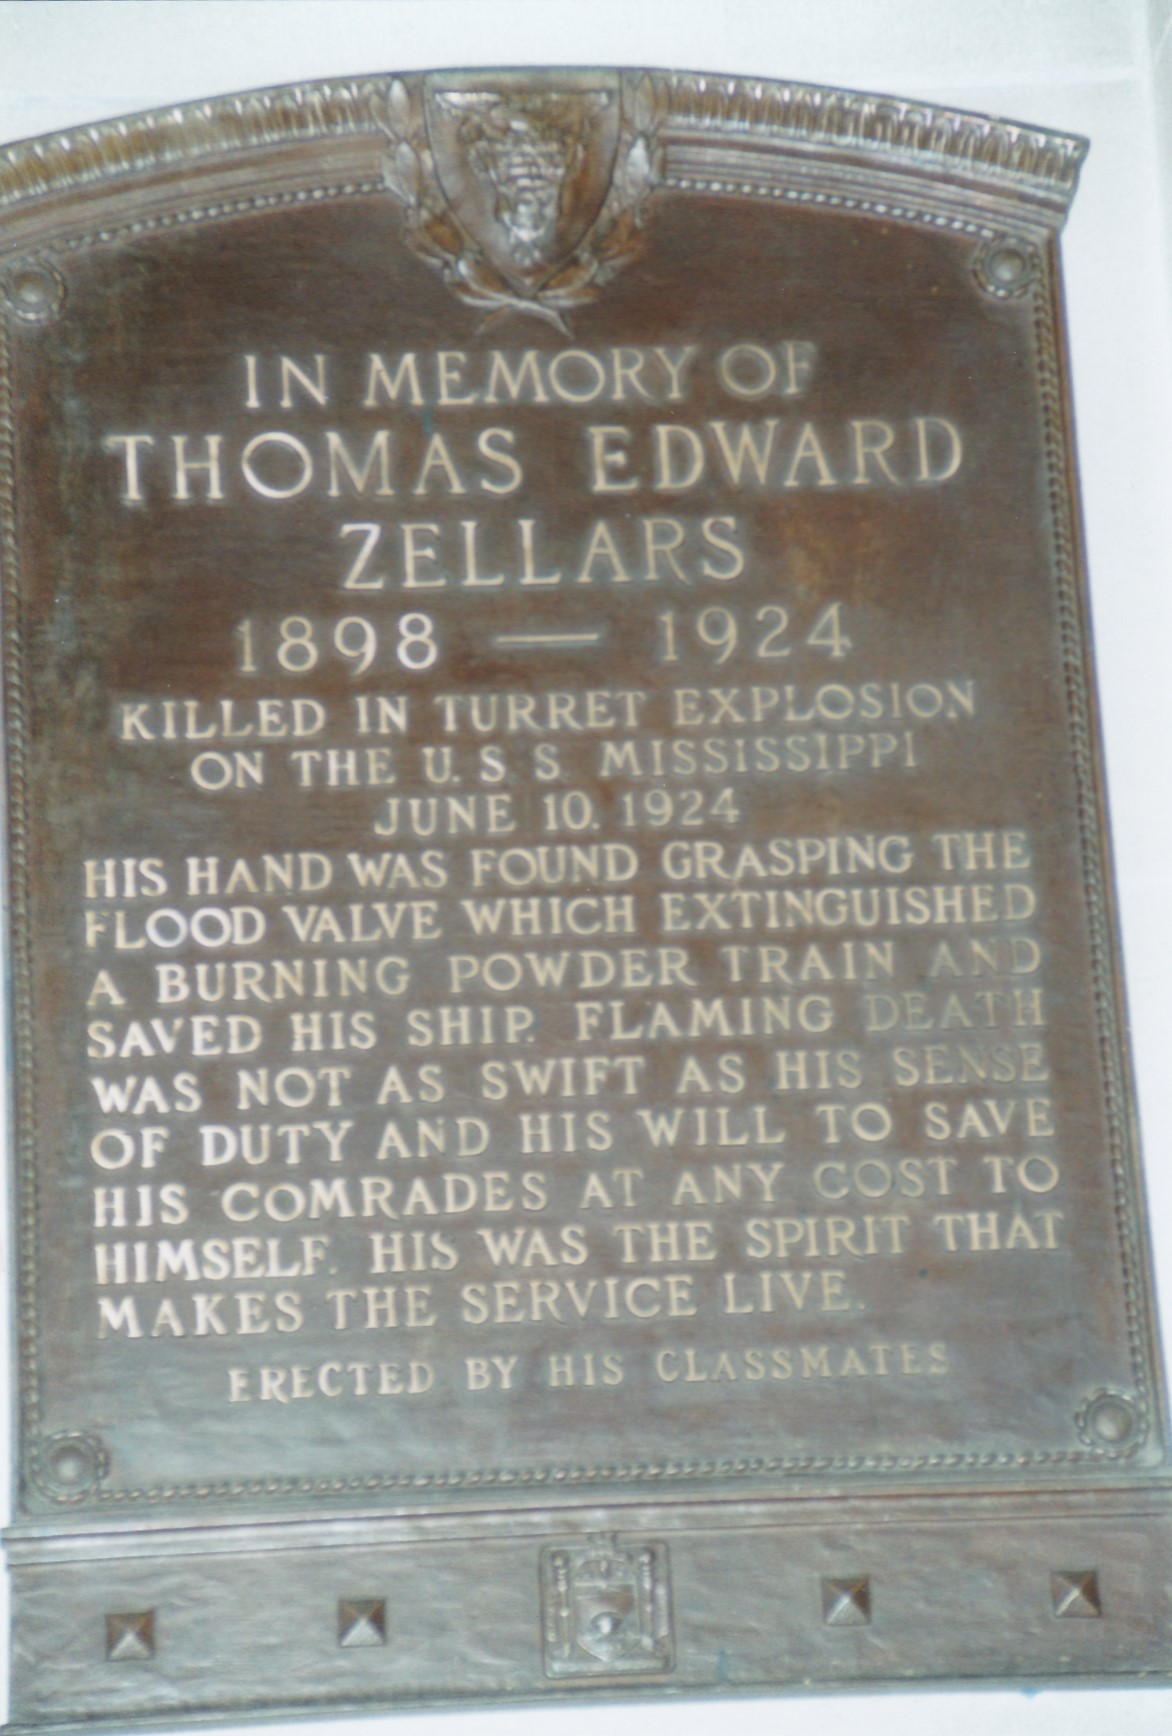 IN MEMORY OF
THOMAS EDWARD
ZELLARS
1898 — 1924
KILLED IN TURRET EXPLOSION
ON THE U.S.S. MISSISSIPPI
JUNE 10. 1924
HIS HAND WAS FOUND GRASPING THE
FLOOD VALVE WHICH EXTINGUISHED
A BURNING POWDER TRAIN AND
SAVED HIS SHIP. FLAMING DEATH
WAS NOT AS SWIFT AS HIS SENSE
OF DUTY AND HIS WILL TO SAVE
HIS COMRADES AT ANY COST TO
HIMSELF. HIS WAS THE SPIRIT THAT
MAKES THE SERVICE LIVE.
ERECTED BY HIS CLASSMATES